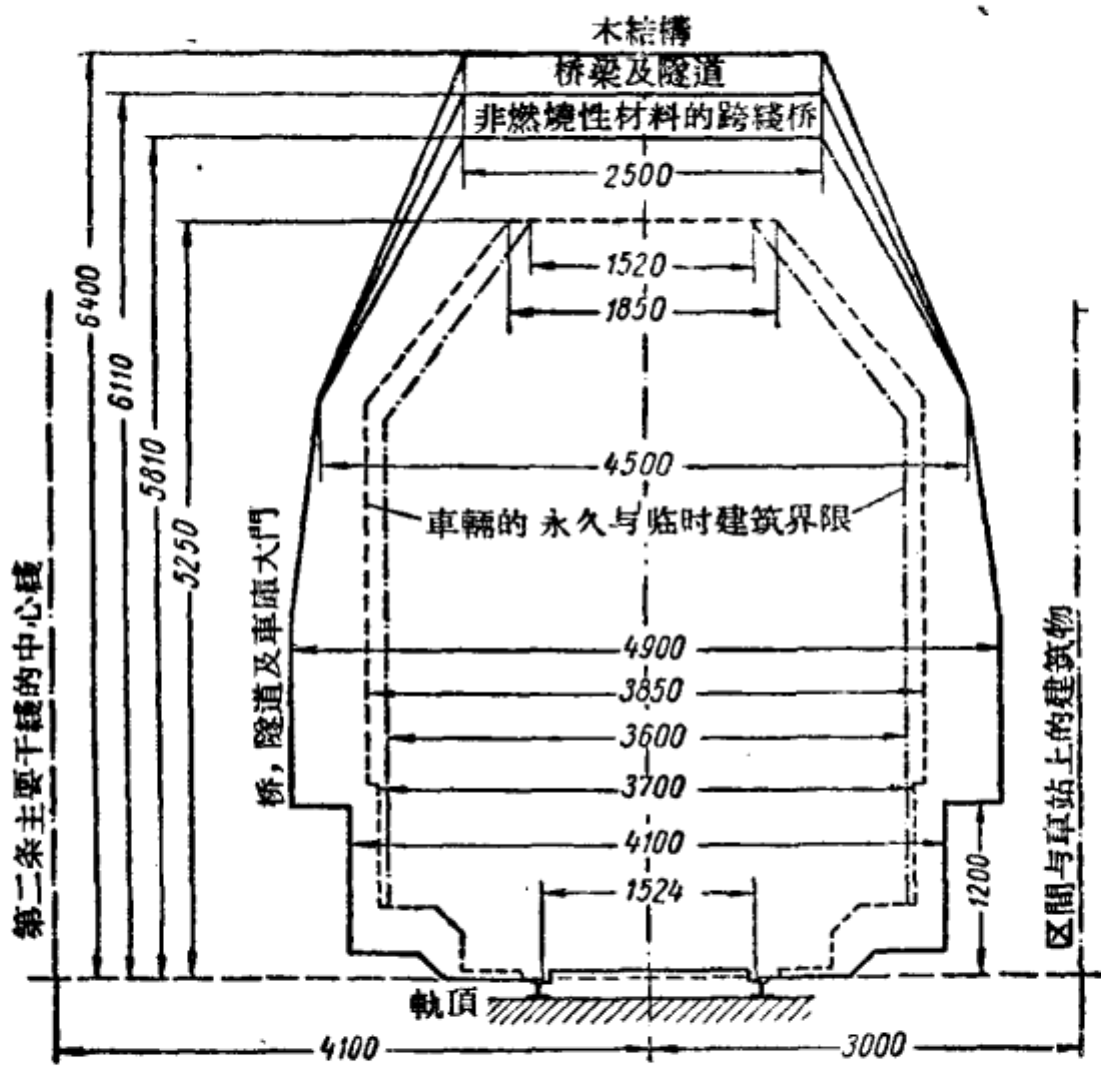 木結構
桥梁及隧道
非燃燒性材料的跨綫桥
2500
1520
1850
6400
6110
5810
5250
4500
車輛的 永久与临时建筑界限
桥，隧道及車庫大門
第二条主要干綫的中心綫
区間与車站上的建筑物
4900
3850
3600
3700
4100
1524
1200
軌頂
4100
3000